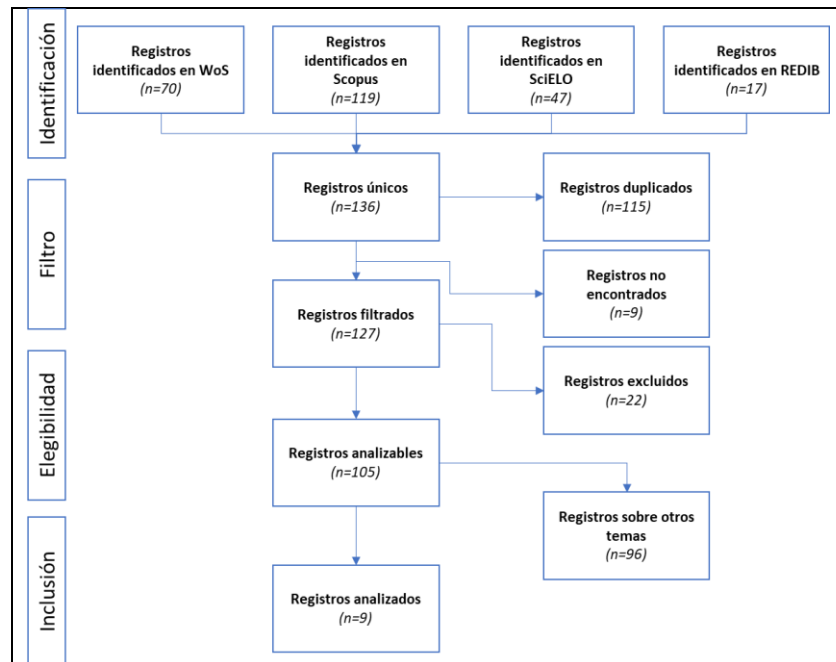 Identificación
Registros
identificados en WoS
(n=70)
Registros
identificados en
Scopus
(n=119)
Registros
identificados en
SciELO
(n=47)
Registros
identificados en REDIB
(n=17)
Filtro
Registros únicos
(n=136)
Registros duplicados
(n=115)
Registros no
encontrados
(n=9)
Registros filtrados
(n=127)
Registros excluidos
(n=22)
Elegibilidad
Registros analizables
(n=105)
Registros sobre otros
temas
(n=96)
Inclusión
Registros analizados
(n=9)